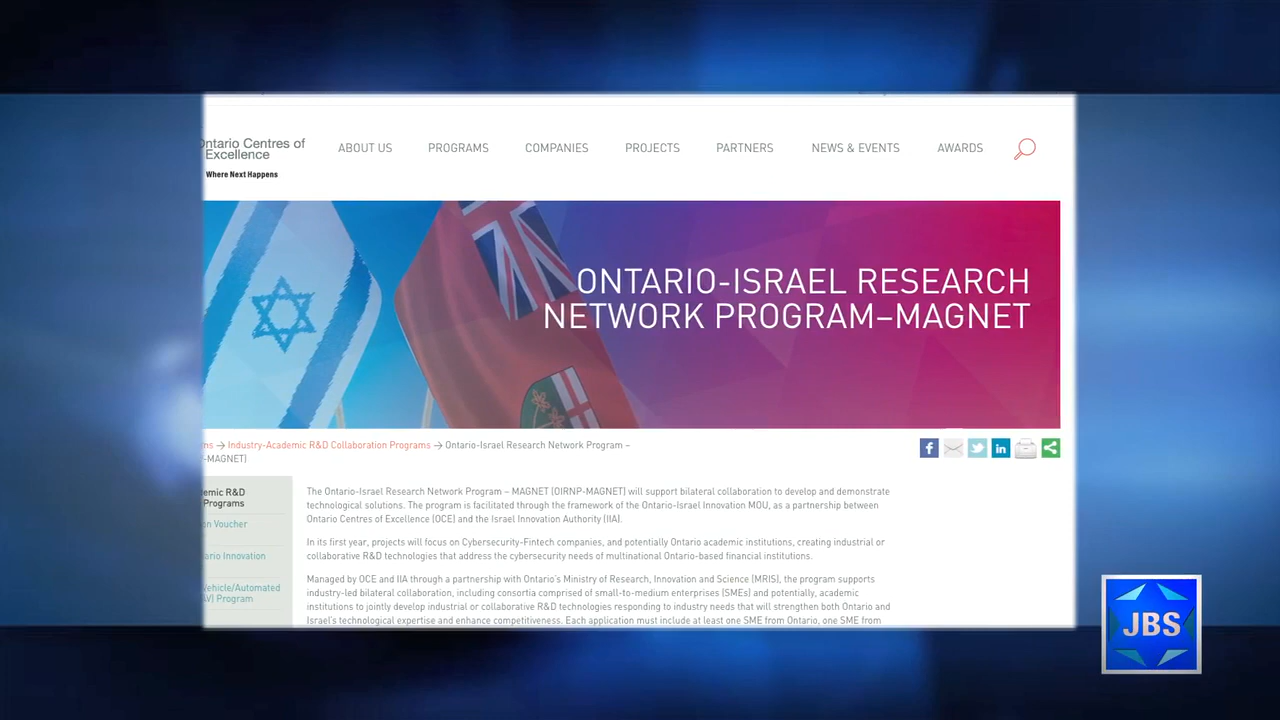 Ontario Centres of
Excellence
Where Next Happens
ABOUT US PROGRAMS COMPANIES PROJECTS PARTNERS NEWS & EVENTS AWARDS
ONTARIO-ISRAEL RESEARCH
NETWORK PROGRAM–MAGNET
→ Industry-Academic R&D Collaboration Programs → Ontario-Israel Research Network Program –
-MAGNET)
R&D
Programs
Voucher
Innovation
Vehicle/Automated
Program
The Ontario-Israel Research Network Program – MAGNET (OIRNP-MAGNET) will support bilateral collaboration to develop and demonstrate
technological solutions. The program is facilitated through the framework of the Ontario-Israel Innovation MOU, as a partnership between
Ontario Centres of Excellence (OCE) and the Israel Innovation Authority (IIA).
In its first year, projects will focus on Cybersecurity-Fintech companies, and potentially Ontario academic institutions, creating industrial or
collaborative R&D technologies that address the cybersecurity needs of multinational Ontario-based financial institutions.
Managed by OCE and IIA through a partnership with Ontario's Ministry of Research, Innovation and Science (MRIS), the program supports
industry-led bilateral collaboration, including consortia comprised of small-to-medium enterprises (SMEs) and potentially, academic
institutions to jointly develop industrial or collaborative R&D technologies responding to industry needs that will strengthen both Ontario and
Israel's technological expertise and enhance competitiveness. Each application must include at least one SME from Ontario, one SME from
JBS